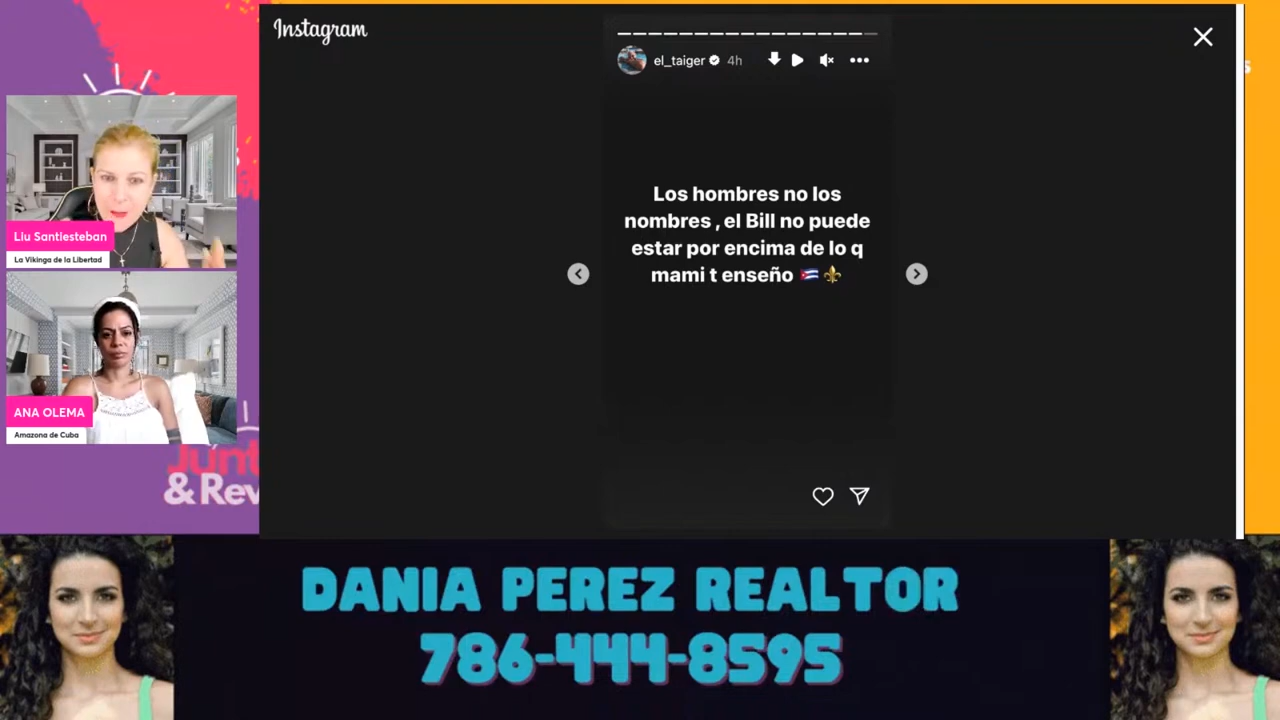 Instagram
el_taiger 4h
Los hombres no los
nombres , el Bill no puede
estar por encima de lo q
mami t enseño 🇨🇺⚜️
Liu Santiesteban
La Vikinga de la Libertad
ANA OLEMA
Amazona de Cuba
& Rev
DANIA PEREZ REALTOR
786-444-8595